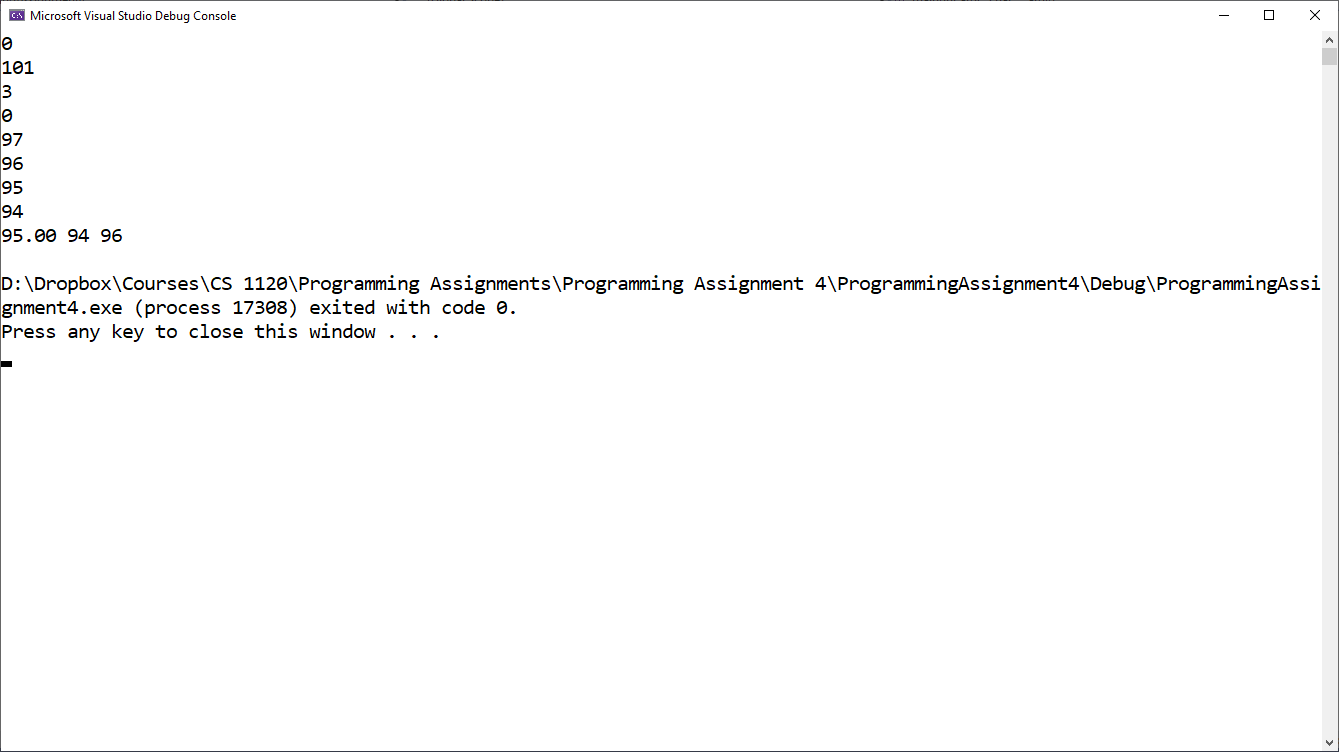 Microsoft Visual Studio Debug Console
0
101
3
0
97
96
95
94
95.00 94 96
D:\Dropbox\Courses\CS 1120\Programming Assignments\Programming Assignment 4\ProgrammingAssignment4\Debug\ProgrammingAssi
gnment4.exe (process 17308) exited with code 0.
Press any key to close this window . . .